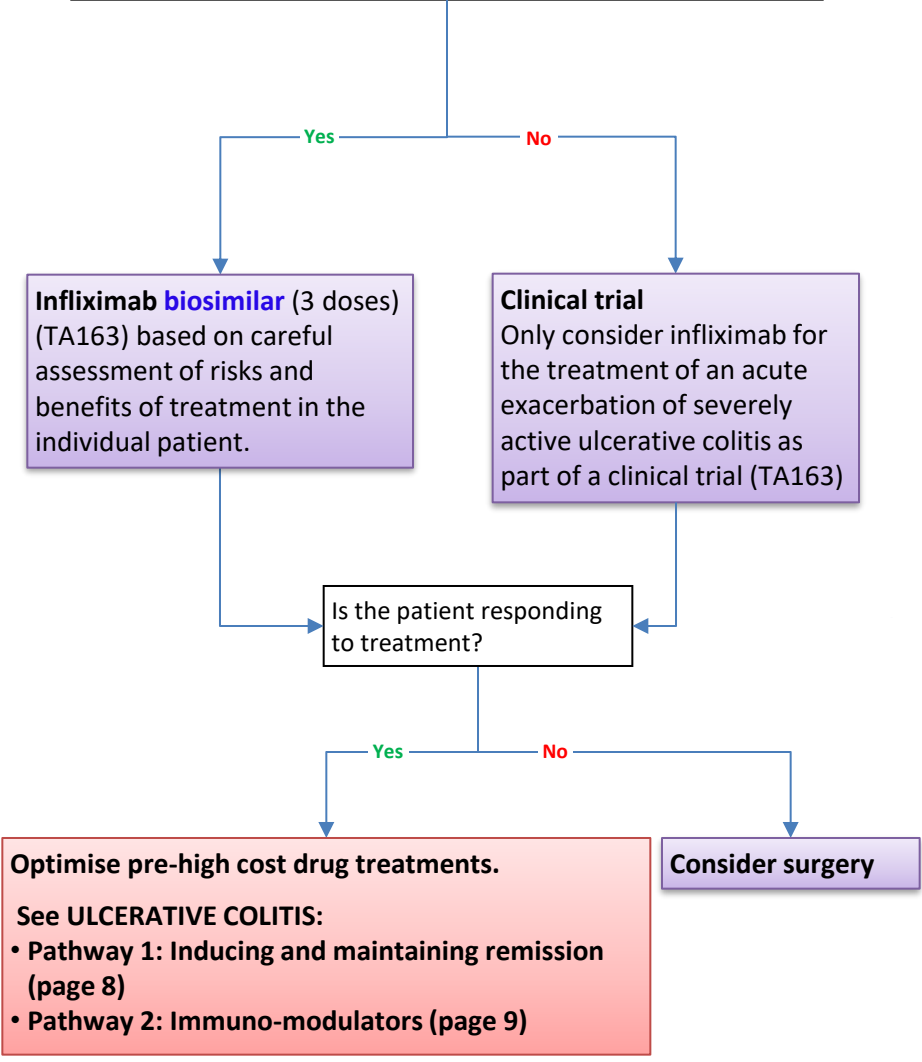 Yes
No
Infliximab biosimilar (3 doses)
(TA163) based on careful
assessment of risks and
benefits of treatment in the
individual patient.
Clinical trial
Only consider infliximab for
the treatment of an acute
exacerbation of severely
active ulcerative colitis as
part of a clinical trial (TA163)
Is the patient responding
to treatment?
Yes
No
Optimise pre-high cost drug treatments.
See ULCERATIVE COLITIS:
• Pathway 1: Inducing and maintaining remission
(page 8)
• Pathway 2: Immuno-modulators (page 9)
Consider surgery